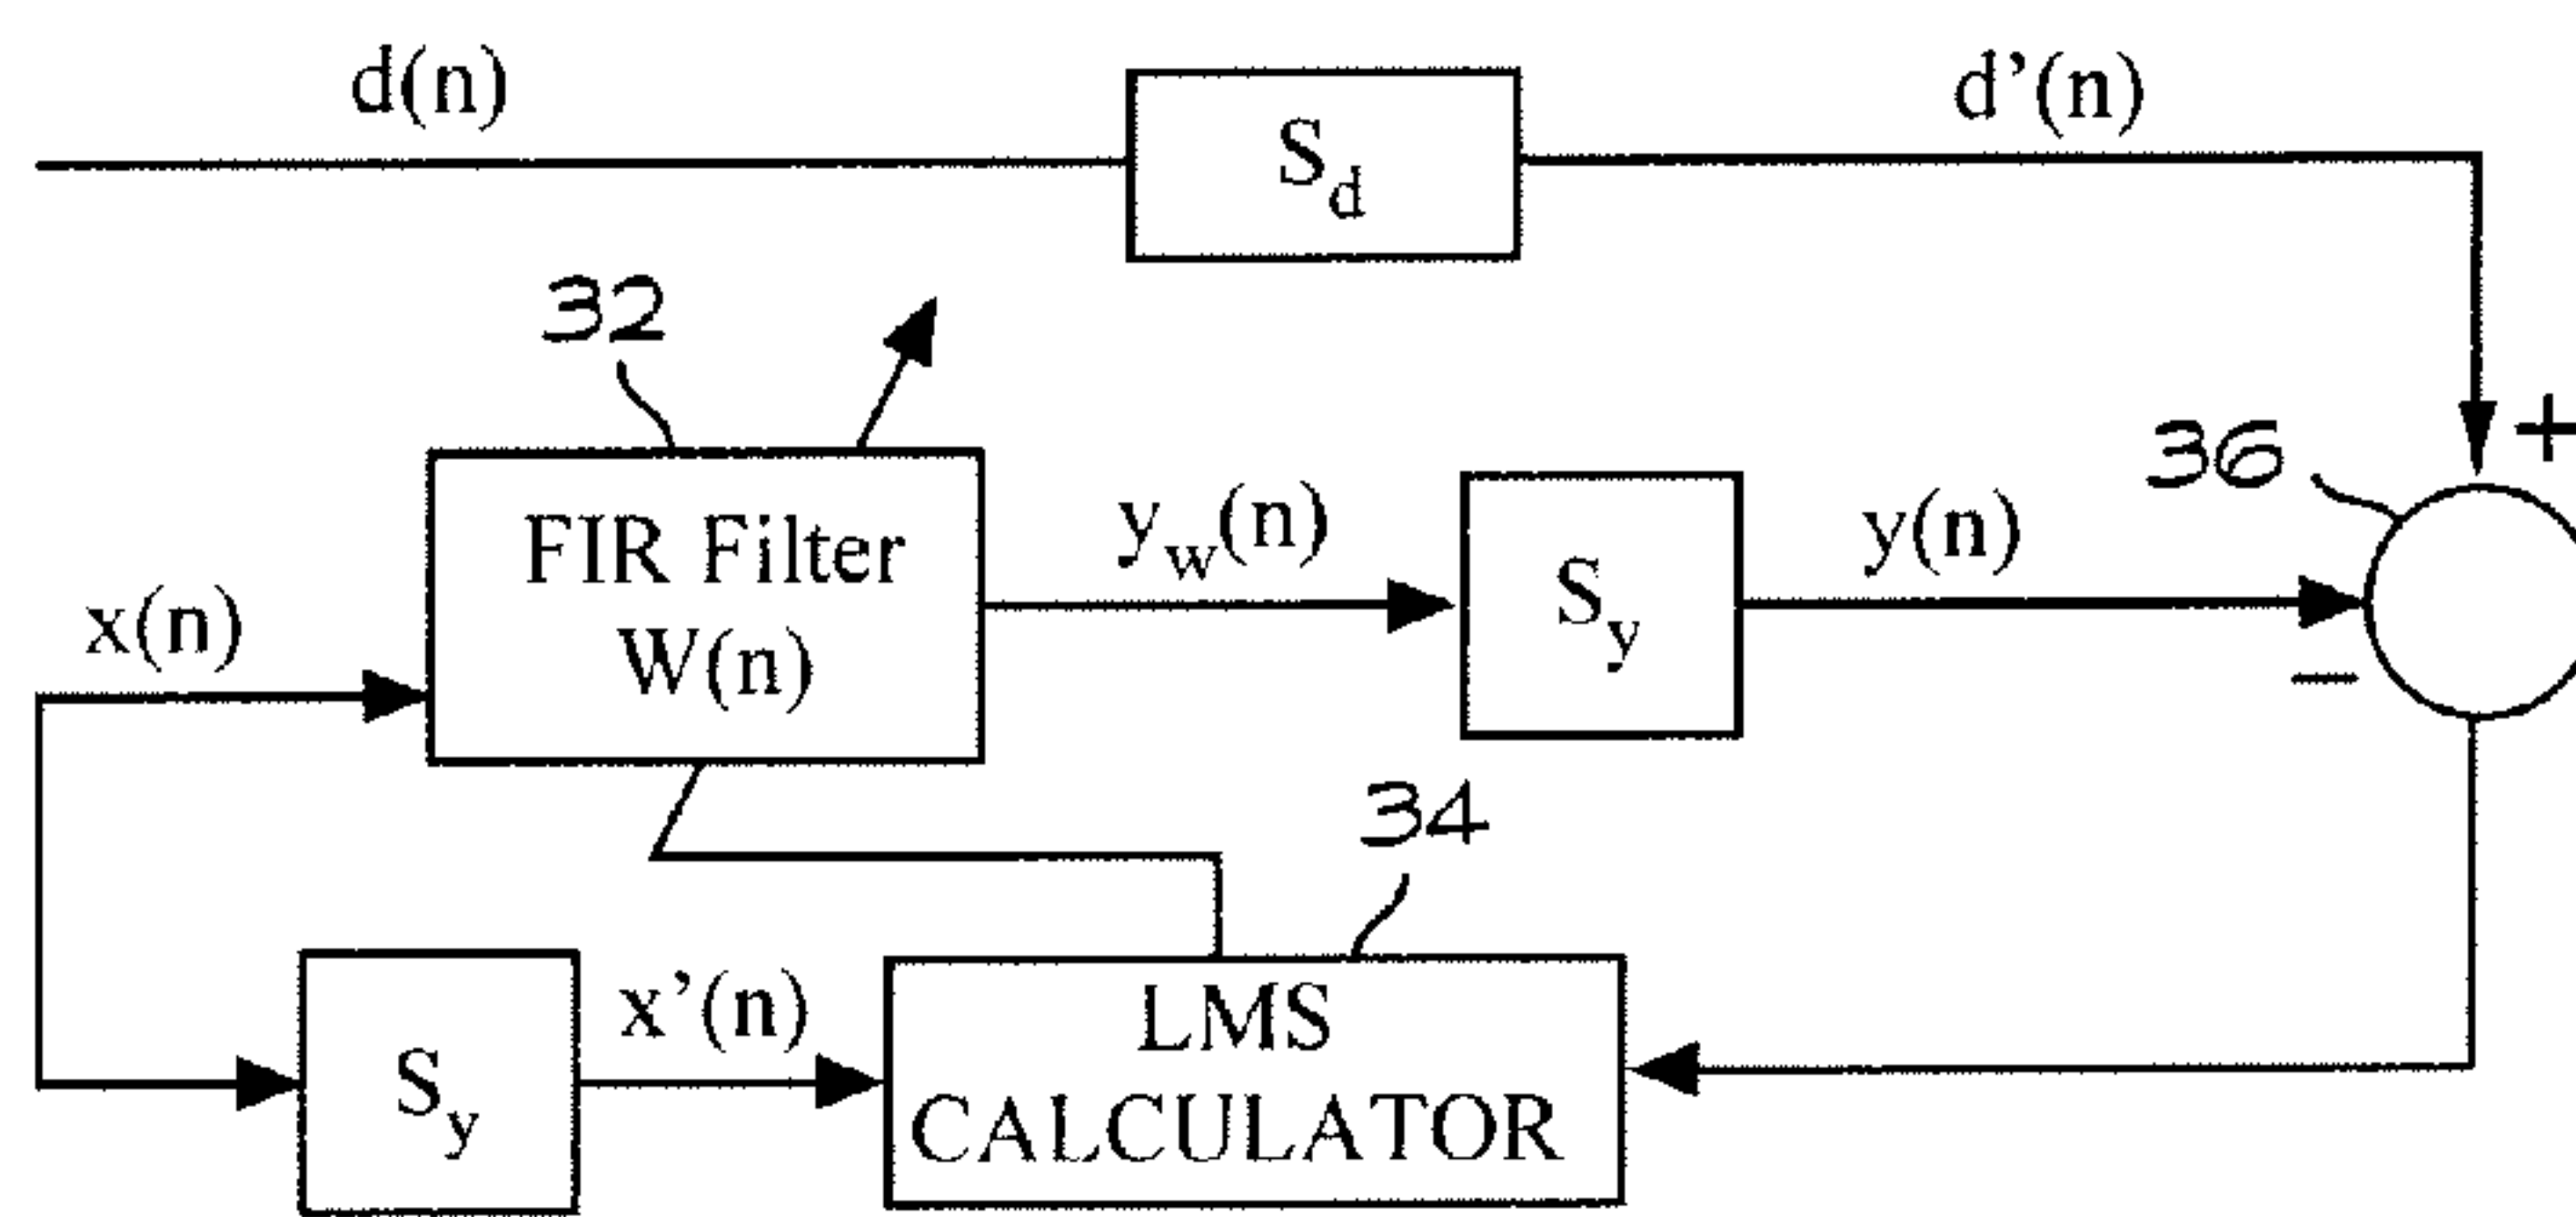 d(n)
S_d
d’(n)
32
+
36
FIR Filter
W(n)
y_w(n)
S_y
y(n)
x(n)
−
34
S_y
x’(n)
LMS
CALCULATOR